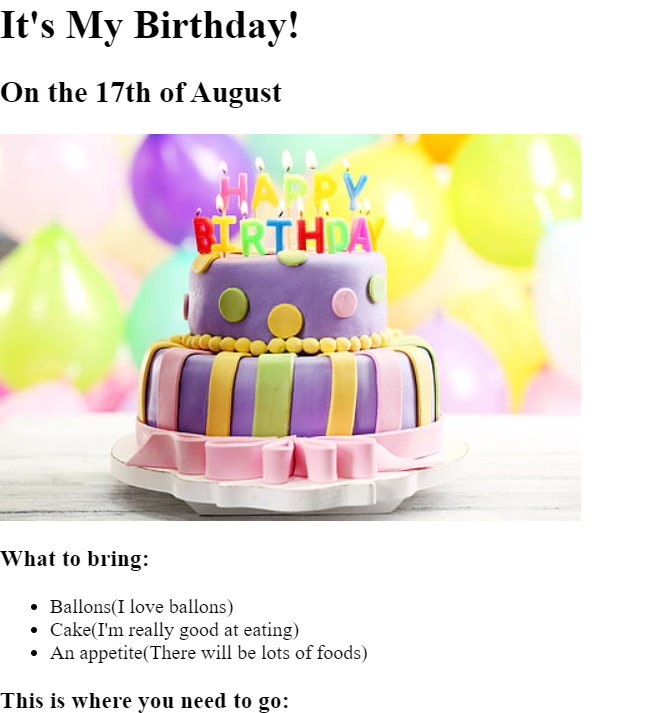 It's My Birthday!
On the 17th of August
HAPPY
BIRTHDAY
What to bring:
Ballons(I love ballons)
Cake(I'm really good at eating)
An appetite(There will be lots of foods)
This is where you need to go: